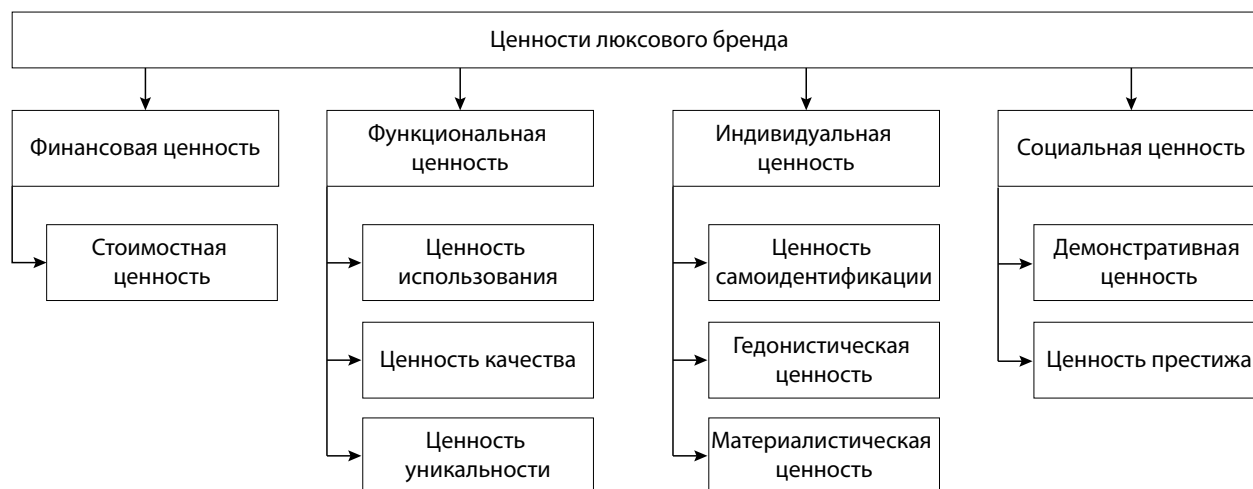 Ценности люксового бренда
Финансовая ценность
Стоимостная
ценность
Функциональная
ценность
Ценность
использования
Ценность качества
Ценность
уникальности
Индивидуальная
ценность
Ценность
самоидентификации
Гедонистическая
ценность
Материалистическая
ценность
Социальная ценность
Демонстративная
ценность
Ценность престижа